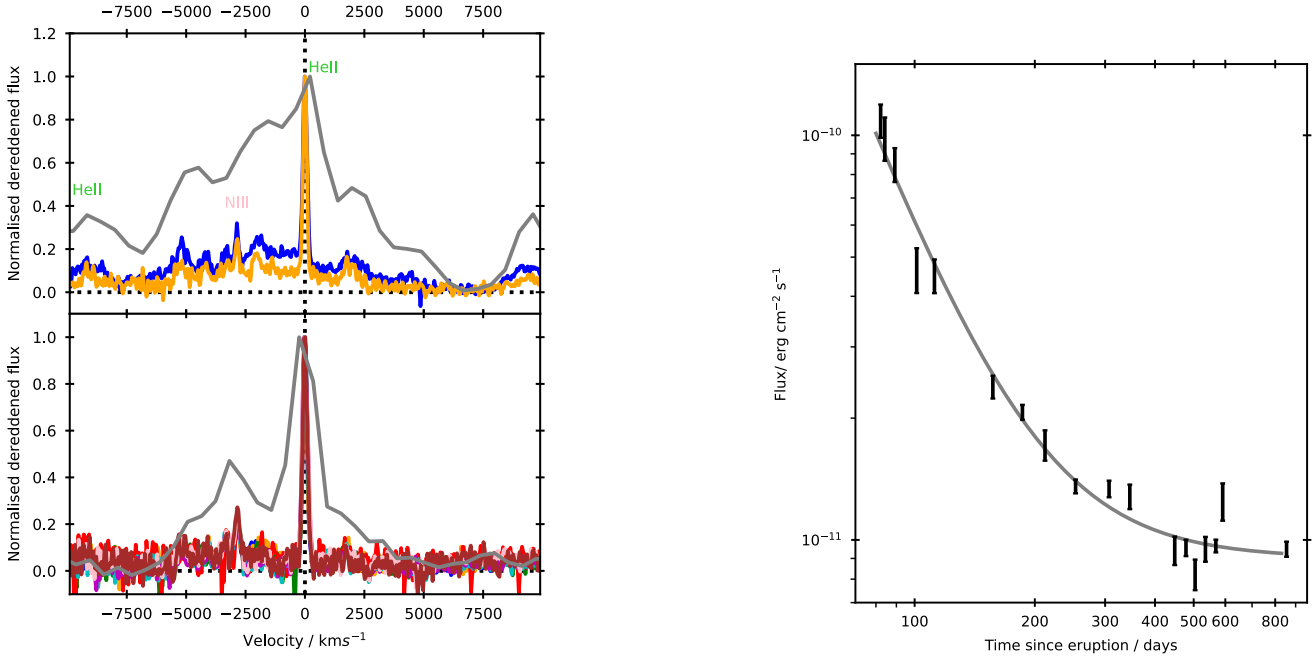 −7500 −5000 −2500 0 2500 5000 7500
1.2
1.0
0.8
0.6
0.4
0.2
0.0
Normalised dereddened flux
HeII
HeII
NIII
1.0
0.8
0.6
0.4
0.2
0.0
Normalised dereddened flux
−7500 −5000 −2500 0 2500 5000 7500
Velocity / kms⁻¹
10⁻¹⁰
10⁻¹¹
Flux/ erg cm⁻² s⁻¹
100 200 300 400 500 600 800
Time since eruption / days